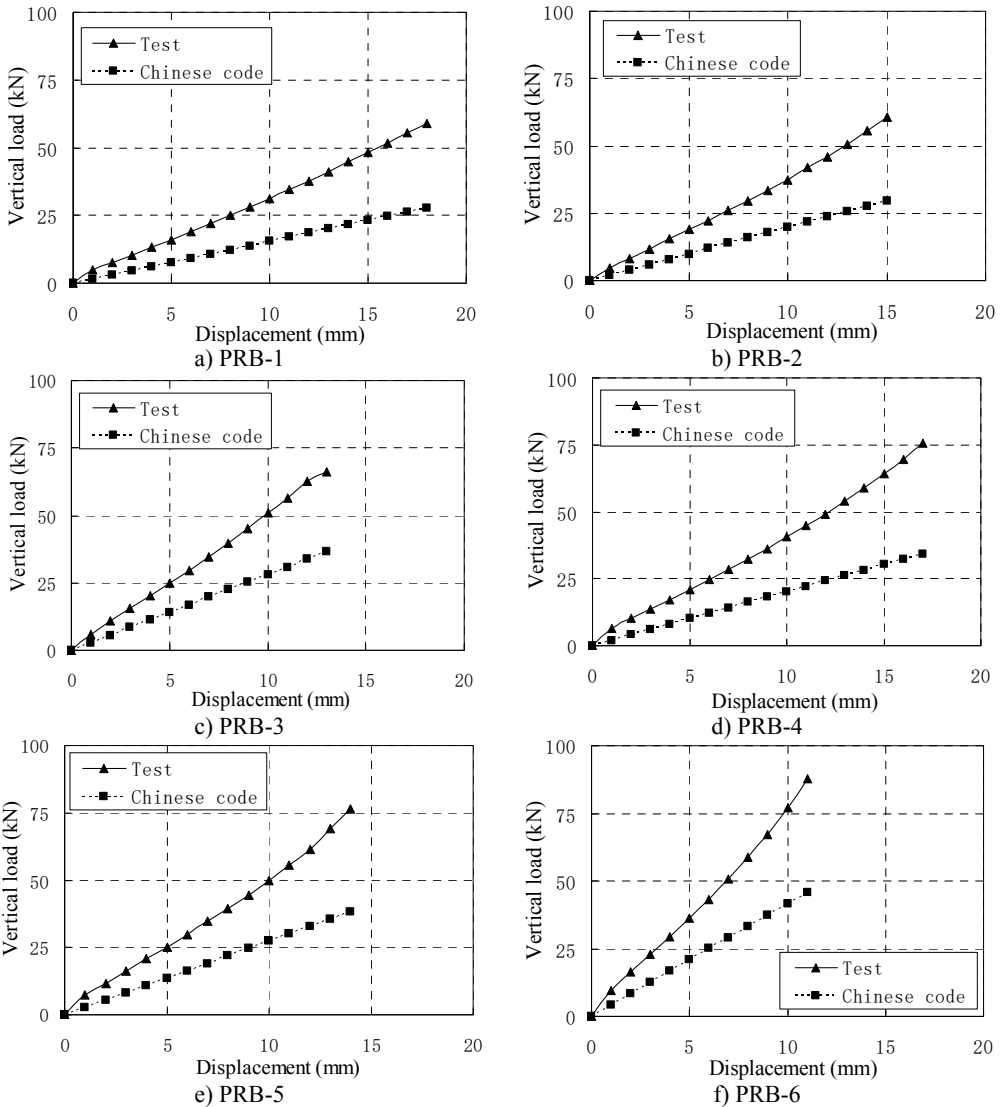 100
75
50
25
0
Vertical load (kN)
Test
Chinese code
0 5 10 15 20
Displacement (mm)
a) PRB-1
100
75
50
25
0
Vertical load (kN)
Test
Chinese code
0 5 10 15 20
Displacement (mm)
b) PRB-2
100
75
50
25
0
Vertical load (kN)
Test
Chinese code
0 5 10 15 20
Displacement (mm)
c) PRB-3
100
75
50
25
0
Vertical load (kN)
Test
Chinese code
0 5 10 15 20
Displacement (mm)
d) PRB-4
100
75
50
25
0
Vertical load (kN)
Test
Chinese code
0 5 10 15 20
Displacement (mm)
e) PRB-5
100
75
50
25
0
Vertical load (kN)
Test
Chinese code
0 5 10 15 20
Displacement (mm)
f) PRB-6